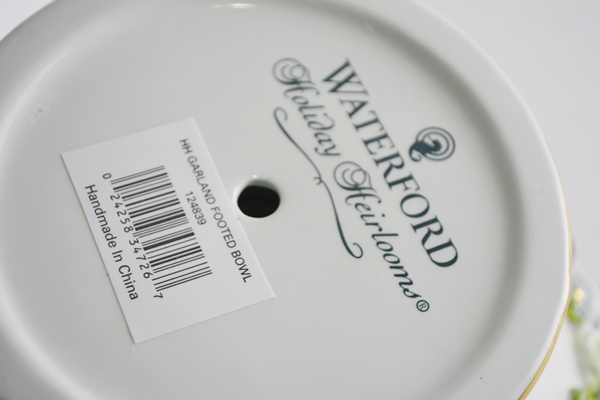 WATERFORD
Holiday Heirlooms®
HH GARLAND FOOTED BOWL
124839
0 24258 34726 7
Handmade In China